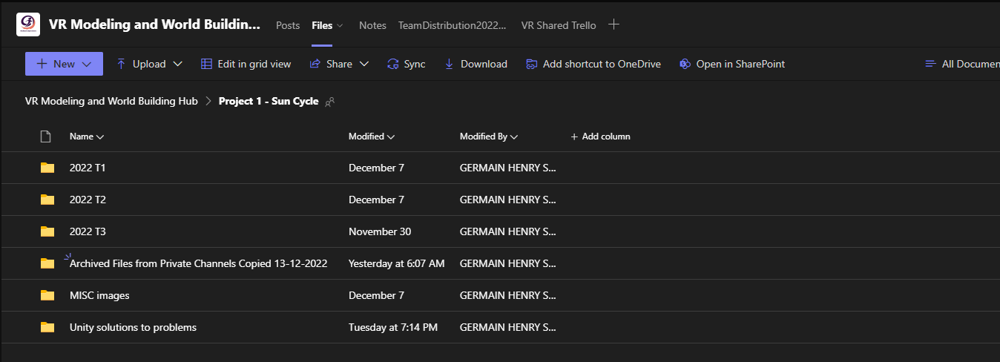 VR Modeling and World Buildin... Posts Files Notes TeamDistribution2022... VR Shared Trello
New Upload Edit in grid view Share Sync Download Add shortcut to OneDrive Open in SharePoint All Documen
VR Modeling and World Building Hub > Project 1 - Sun Cycle
Name Modified Modified By + Add column
2022 T1 December 7 GERMAIN HENRY S...
2022 T2 December 7 GERMAIN HENRY S...
2022 T3 November 30 GERMAIN HENRY S...
Archived Files from Private Channels Copied 13-12-2022 Yesterday at 6:07 AM GERMAIN HENRY S...
MISC images December 7 GERMAIN HENRY S...
Unity solutions to problems Tuesday at 7:14 PM GERMAIN HENRY S...